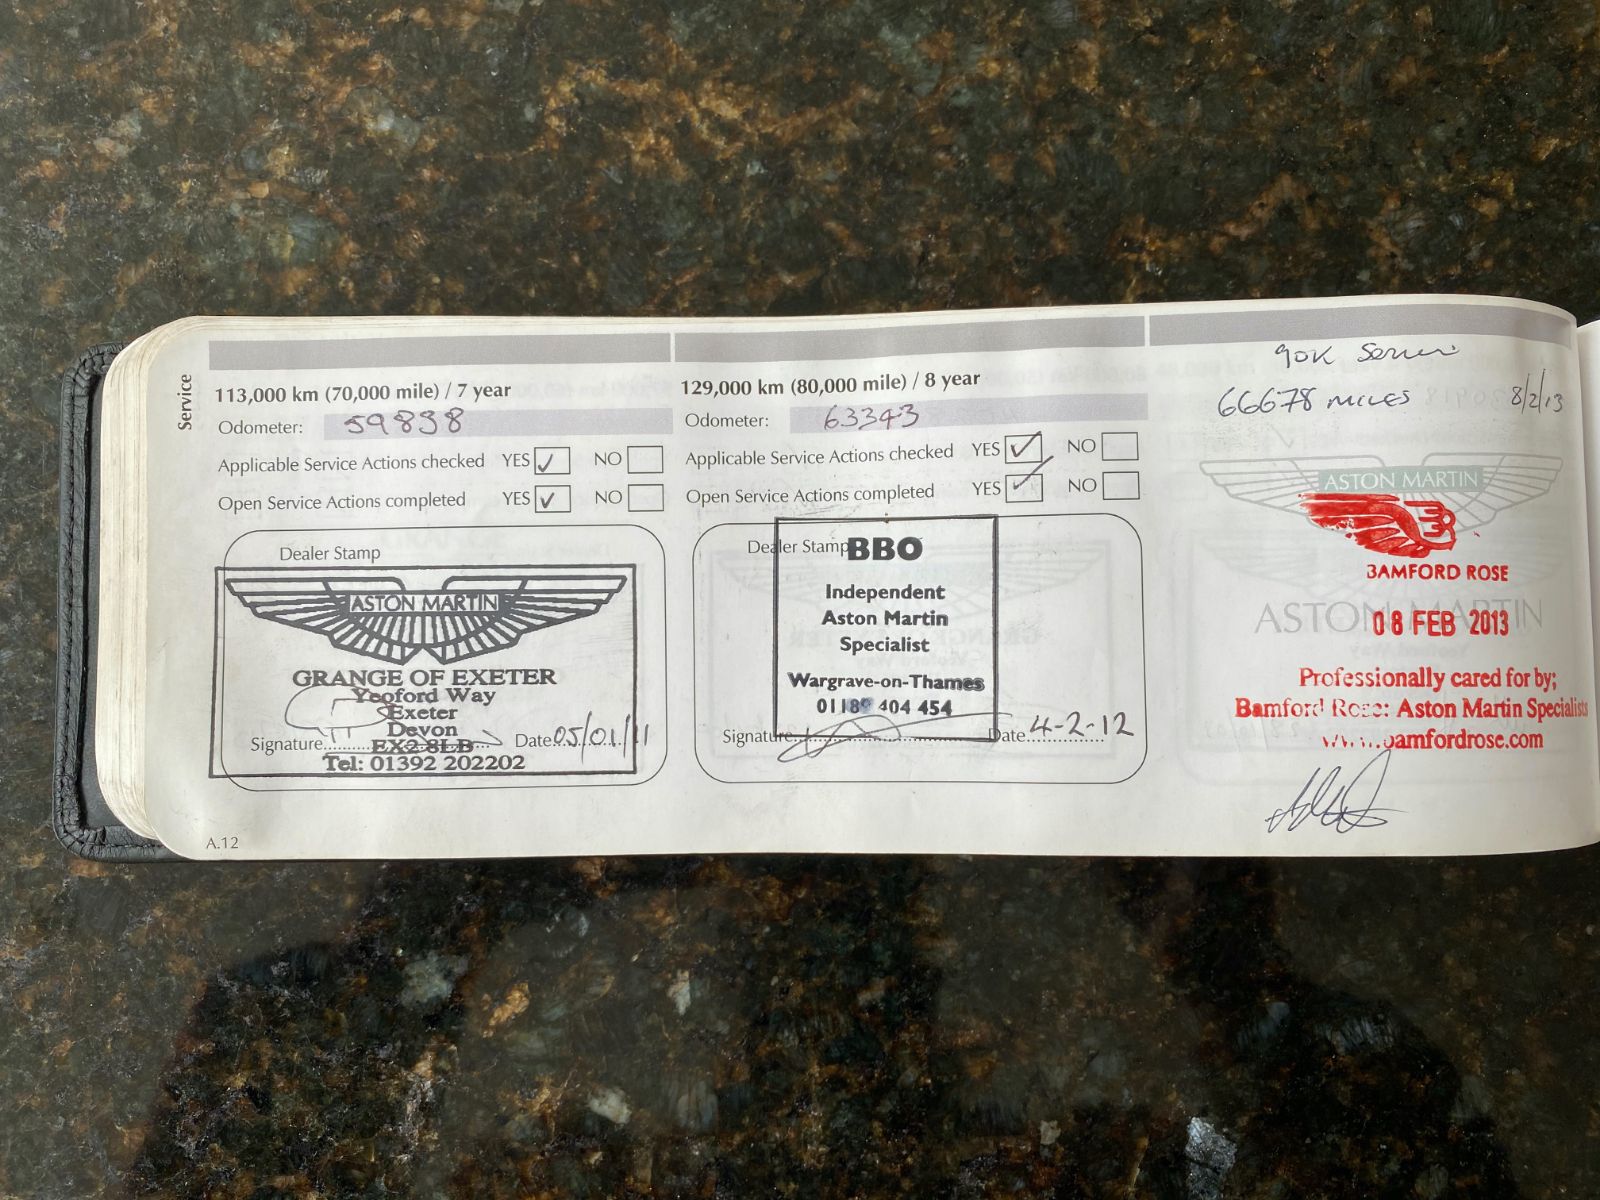 Service
113,000 km (70,000 mile) / 7 year
Odometer: 59838
Applicable Service Actions checked YES NO
Open Service Actions completed YES NO
Dealer Stamp
ASTON MARTIN
GRANGE OF EXETER
Yeoford Way
Exeter
Devon
EX2 8LB
Signature Date 05/01/11
Tel: 01392 202202
A.12
129,000 km (80,000 mile) / 8 year
Odometer: 63343
Applicable Service Actions checked YES NO
Open Service Actions completed YES NO
Dealer Stamp
BBO
Independent
Aston Martin
Specialist
Wargrave-on-Thames
01189 404 454
Signature Date 4-2-12
90K Service
66678 MILES 8/2/13
ASTON MARTIN
BAMFORD ROSE
ASTON MARTIN
08 FEB 2013
Professionally cared for by;
Bamford Rose: Aston Martin Specialists
www.bamfordrose.com